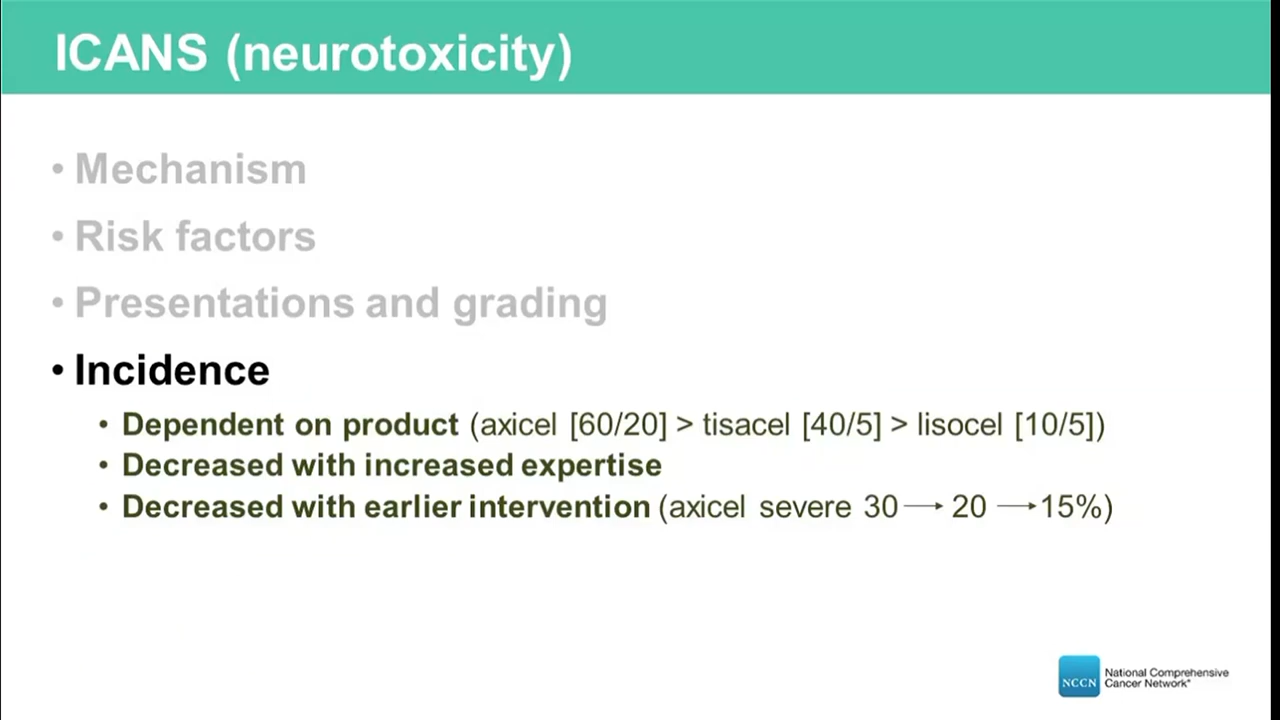 ICANS (neurotoxicity)
• Mechanism
• Risk factors
• Presentations and grading
• Incidence
• Dependent on product (axicel [60/20] > tisacel [40/5] > lisocel [10/5])
• Decreased with increased expertise
• Decreased with earlier intervention (axicel severe 30 → 20 → 15%)
NCCN
National Comprehensive
Cancer Network®